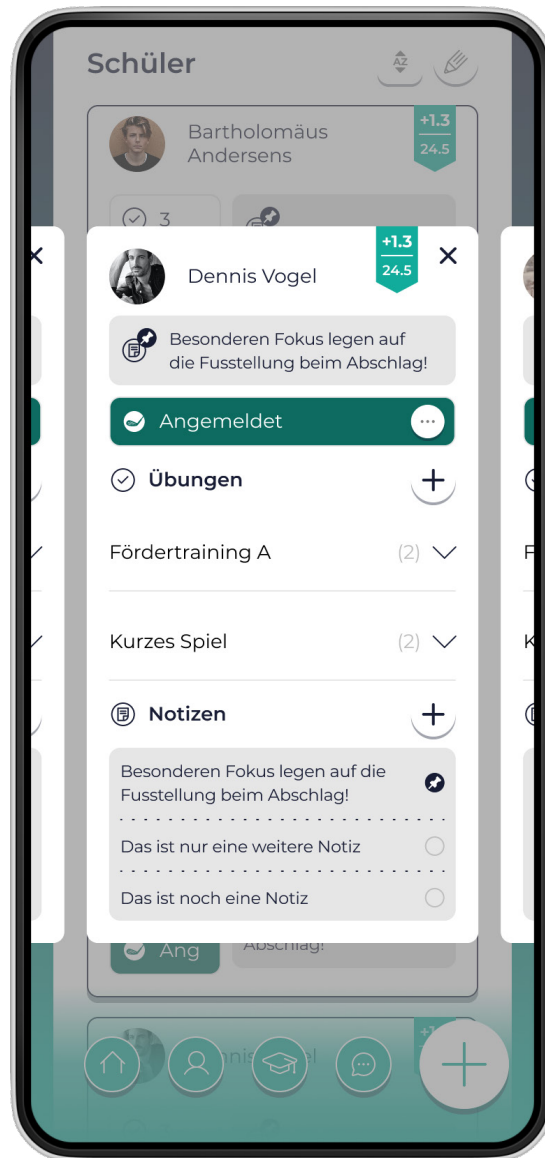 Schüler
AZ
Bartholomäus
Andersens
+1.3
24.5
3
Dennis Vogel
+1.3
24.5
Besonderen Fokus legen auf
die Fusstellung beim Abschlag!
Angemeldet
Übungen
Fördertraining A
(2)
Kurzes Spiel
(2)
Notizen
Besonderen Fokus legen auf die
Fusstellung beim Abschlag!
Das ist nur eine weitere Notiz
Das ist noch eine Notiz
F
K
Ang
Abschlag!